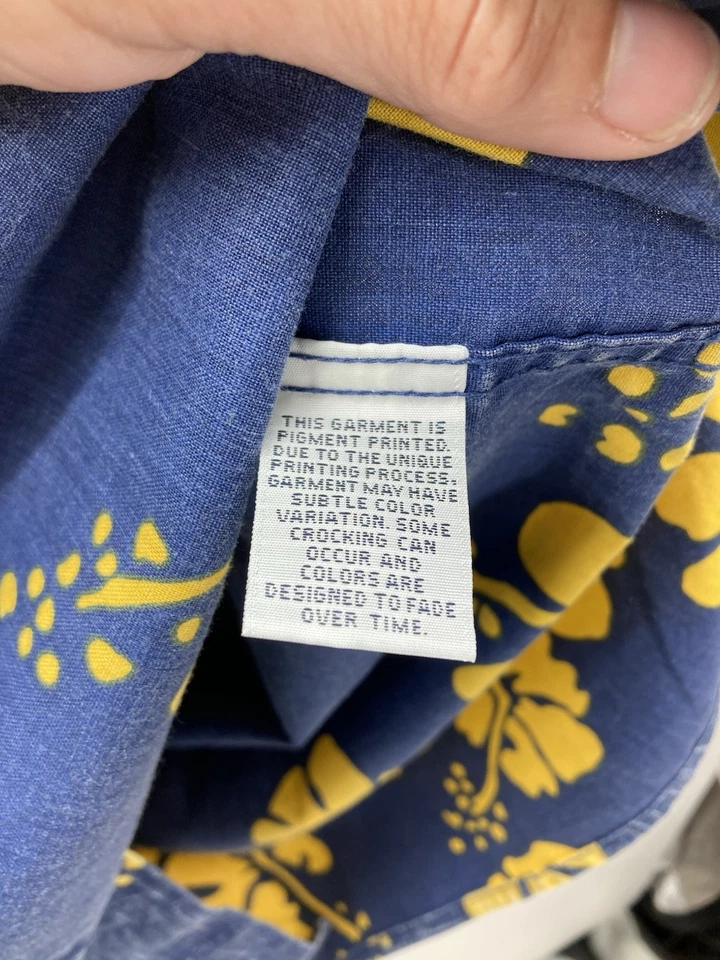 THIS GARMENT IS
PIGMENT PRINTED.
DUE TO THE UNIQUE
PRINTING PROCESS,
GARMENT MAY HAVE
SUBTLE COLOR
VARIATION. SOME
CROCKING CAN
OCCUR AND
COLORS ARE
DESIGNED TO FADE
OVER TIME.